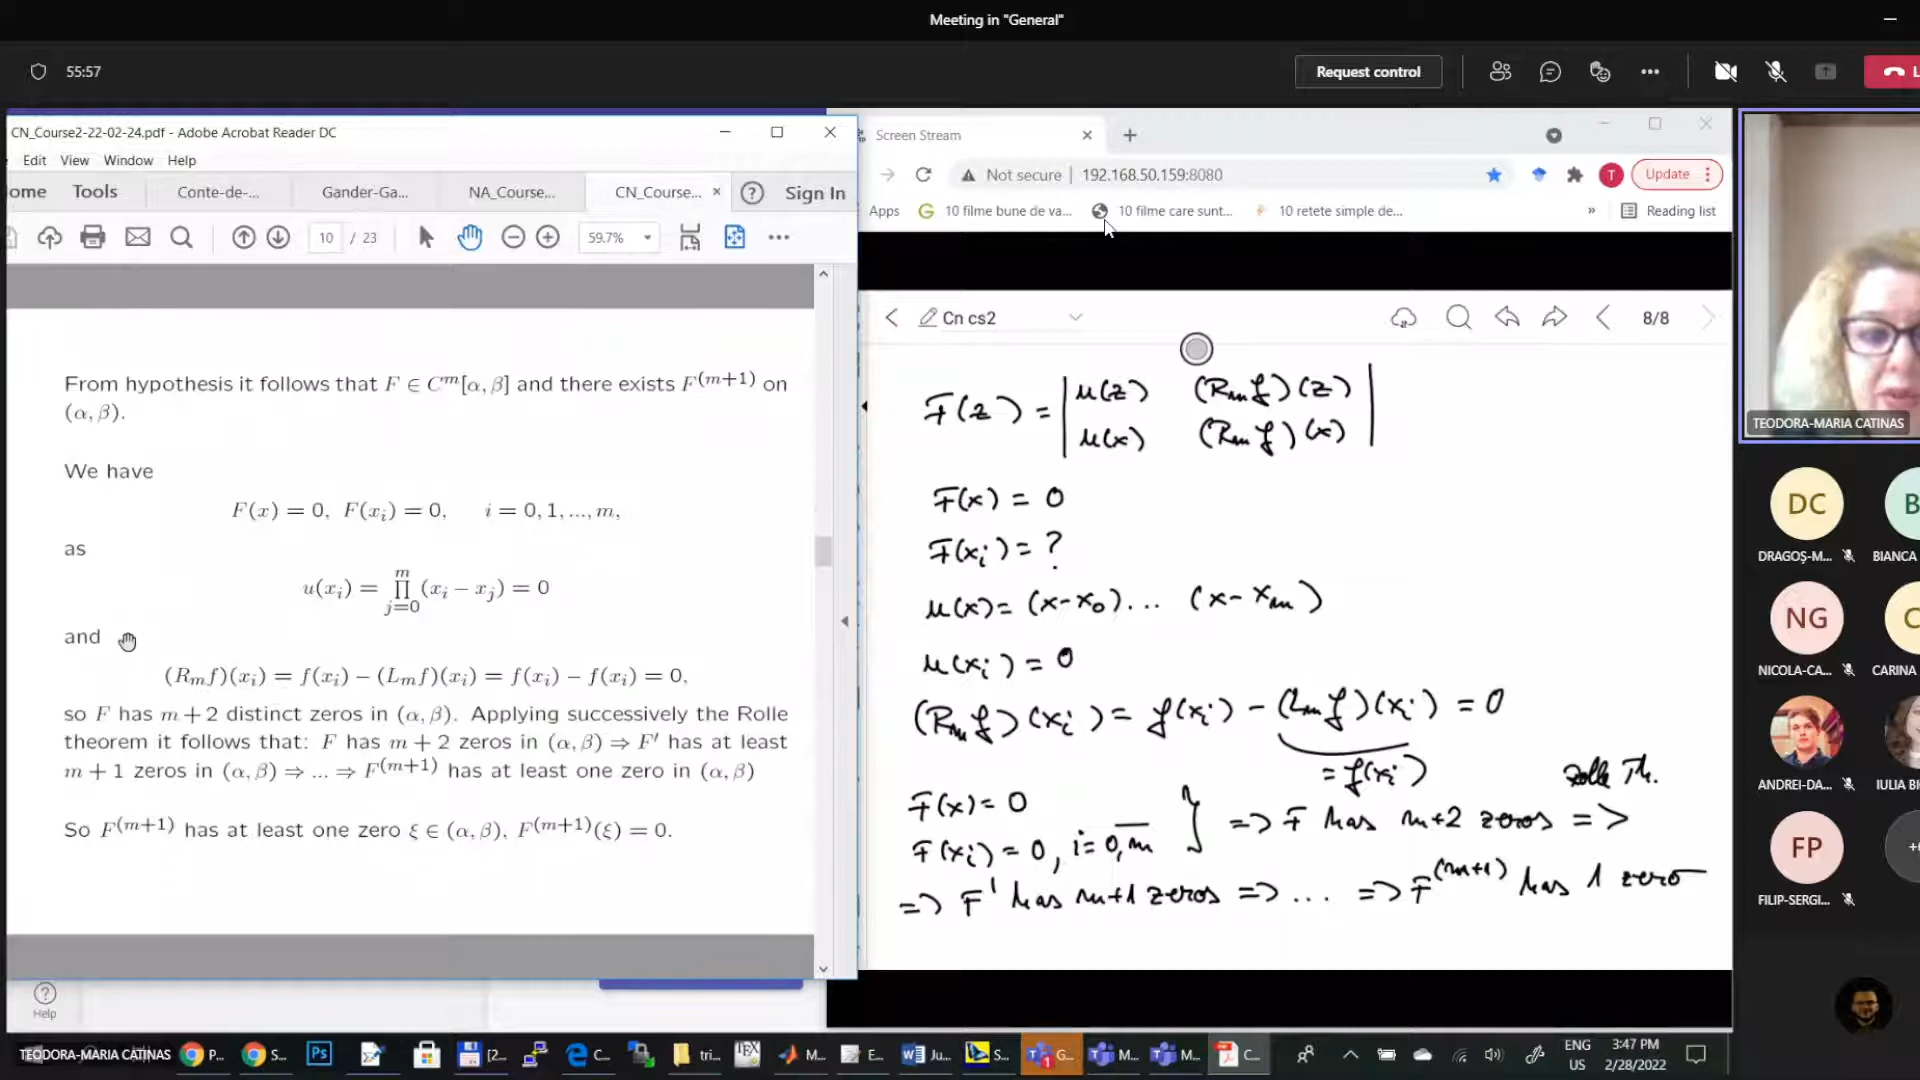 Meeting in "General"
55:57
Request control
CN_Course2-22-02-24.pdf - Adobe Acrobat Reader DC
Edit View Window Help
ome Tools Conte-de-... Gander-Ga... NA_Course... CN_Course... Sign In
10 / 23 59.7%
From hypothesis it follows that F ∈ C^m[α, β] and there exists F^(m+1) on
(α, β).
We have
F(x) = 0, F(x_i) = 0, i = 0, 1, ..., m,
as
u(x_i) = ∏_{j=0}^{m} (x_i − x_j) = 0
and
(R_m f)(x_i) = f(x_i) − (L_m f)(x_i) = f(x_i) − f(x_i) = 0,
so F has m + 2 distinct zeros in (α, β). Applying successively the Rolle
theorem it follows that: F has m + 2 zeros in (α, β) ⇒ F' has at least
m + 1 zeros in (α, β) ⇒ ... ⇒ F^(m+1) has at least one zero in (α, β)
So F^(m+1) has at least one zero ξ ∈ (α, β), F^(m+1)(ξ) = 0.
Help
Screen Stream
Not secure | 192.168.50.159:8080
Update
Apps 10 filme bune de va... 10 filme care sunt... 10 retete simple de... » Reading list
Cn cs2
8/8
F(z) = | u(z) (R_m f)(z) |
| u(x) (R_m f)(x) |
F(x) = 0
F(x_i) = ?
u(x) = (x-x_0)... (x-x_m)
u(x_i) = 0
(R_m f)(x_i) = f(x_i) - (L_m f)(x_i) = 0
= f(x_i)
Rolle Th.
F(x) = 0
F(x_i) = 0, i = 0,m } => F has m+2 zeros =>
=> F' has m+1 zeros => ... => F^(m+1) has 1 zero
TEODORA-MARIA CATINAS
DC B
DRAGOȘ-M... BIANCA
NG C
NICOLA-CA... CARINA
ANDREI-DA... IULIA BI
FP
FILIP-SERGI...
TEODORA-MARIA CATINAS P... S... Ps [2... C... tri... TEX M... E... Ju... S... G... M... M... C...
ENG
US
3:47 PM
2/28/2022